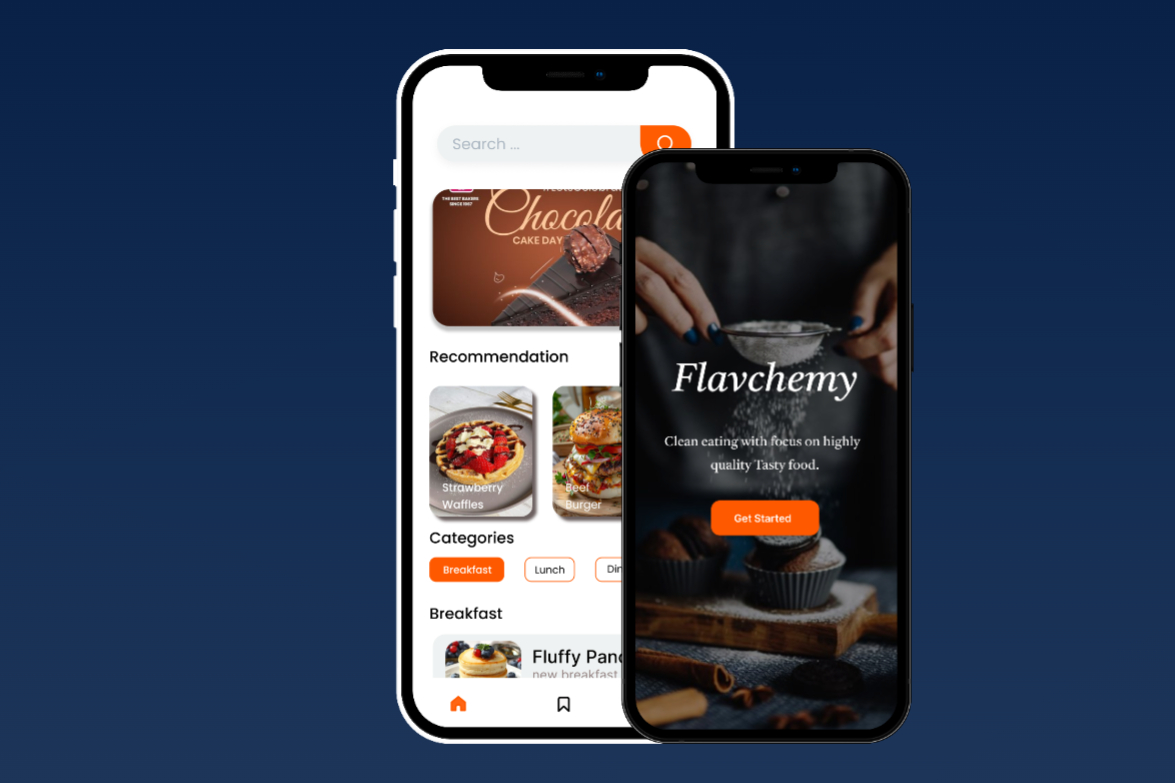 Search ...
THE BEST BAKERS
SINCE 1987
Chocola
CAKE DAY
Recommendation
Strawberry
Waffles
Beef
Burger
Categories
Breakfast
Lunch
Din
Breakfast
Fluffy Panc
new breakfast
Flavchemy
Clean eating with focus on highly
quality Tasty food.
Get Started